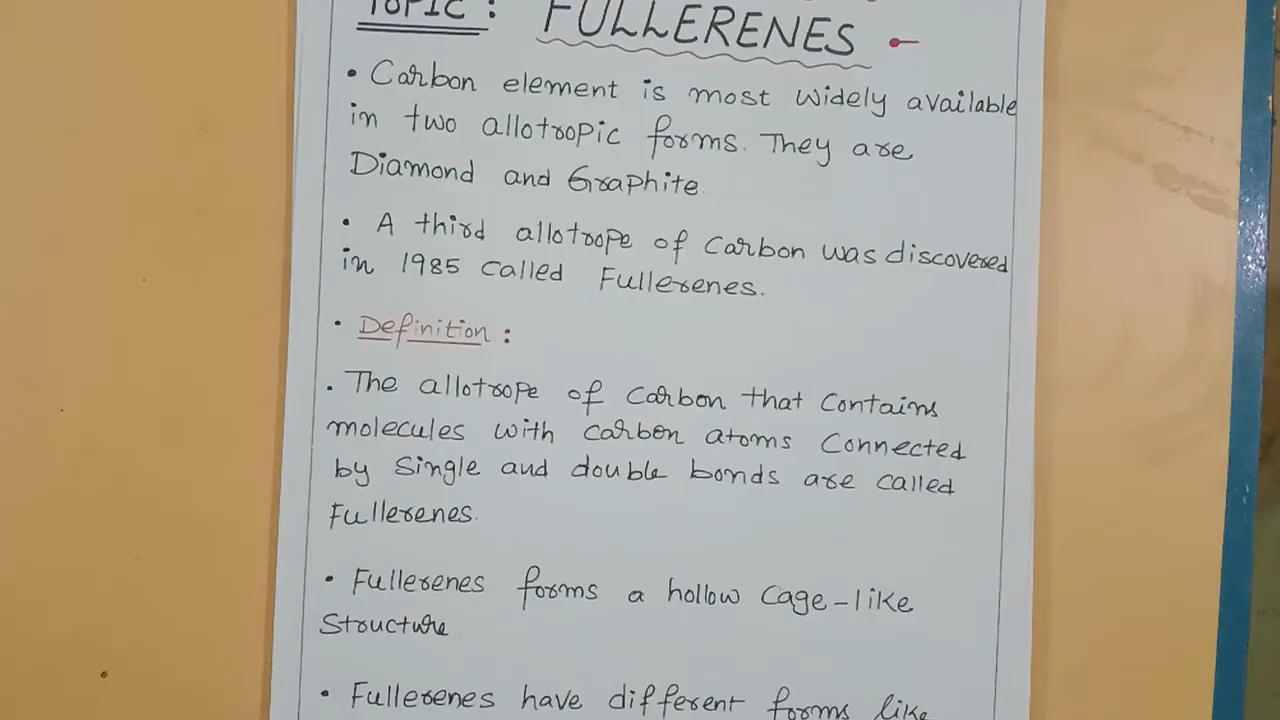 TOPIC : FULLERENES
• Carbon element is most widely available
in two allotropic forms. They are
Diamond and Graphite.
• A third allotrope of Carbon was discovered
in 1985 called Fullerenes.
• Definition :
. The allotrope of Carbon that Contains
molecules with carbon atoms Connected
by Single and double bonds are called
Fullerenes.
• Fullerenes forms a hollow Cage-like
Structure
• Fullerenes have different forms like